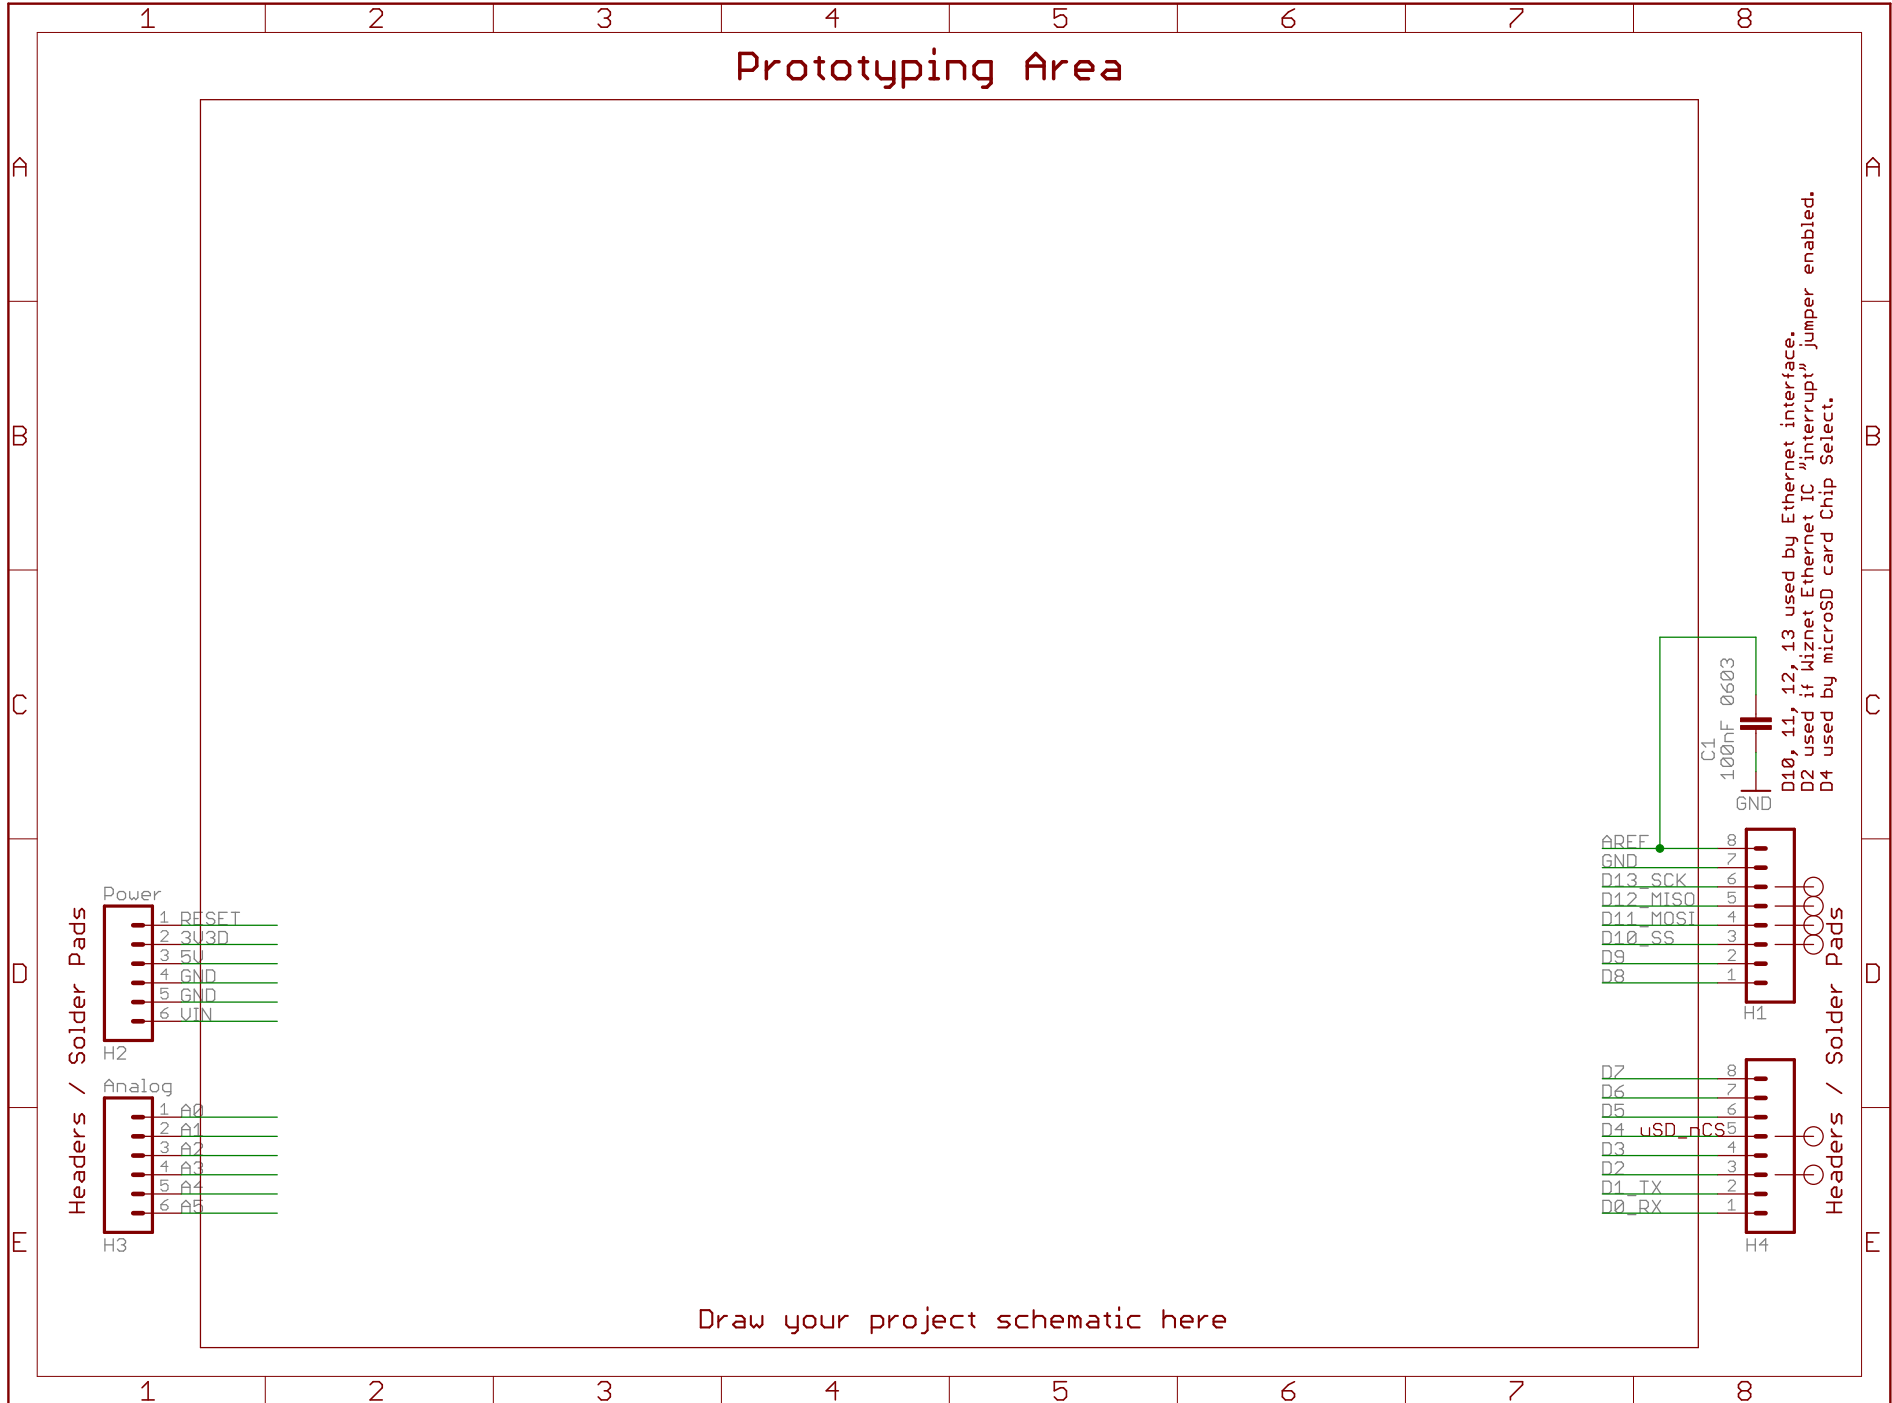 1 2 3 4 5 6 7 8
Prototyping Area
A
B
C
D
E
Headers / Solder Pads
Power
1 RESET
2 3V3D
3 5V
4 GND
5 GND
6 VIN
H2
Analog
1 A0
2 A1
3 A2
4 A3
5 A4
6 A5
H3
D10, 11, 12, 13 used by Ethernet interface.
D2 used if Wiznet Ethernet IC "interrupt" jumper enabled.
D4 used by microSD card Chip Select.
C1
100nF 0603
GND
AREF 8
GND 7
D13_SCK 6
D12_MISO 5
D11_MOSI 4
D10_SS 3
D9 2
D8 1
H1
D7 8
D6 7
D5 6
D4 uSD_nCS 5
D3 4
D2 3
D1_TX 2
D0_RX 1
H4
Headers / Solder Pads
A
B
C
D
E
Draw your project schematic here
1 2 3 4 5 6 7 8